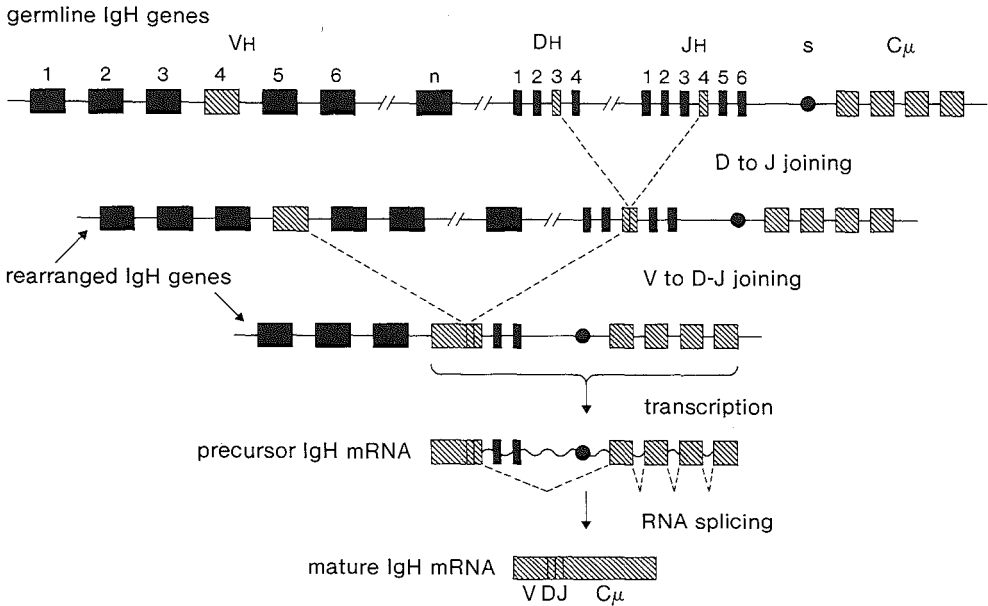 germline IgH genes
VH DH JH s Cμ
1 2 3 4 5 6 n 1 2 3 4 1 2 3 4 5 6
D to J joining
rearranged IgH genes
V to D-J joining
transcription
precursor IgH mRNA
RNA splicing
mature IgH mRNA
V DJ Cμ